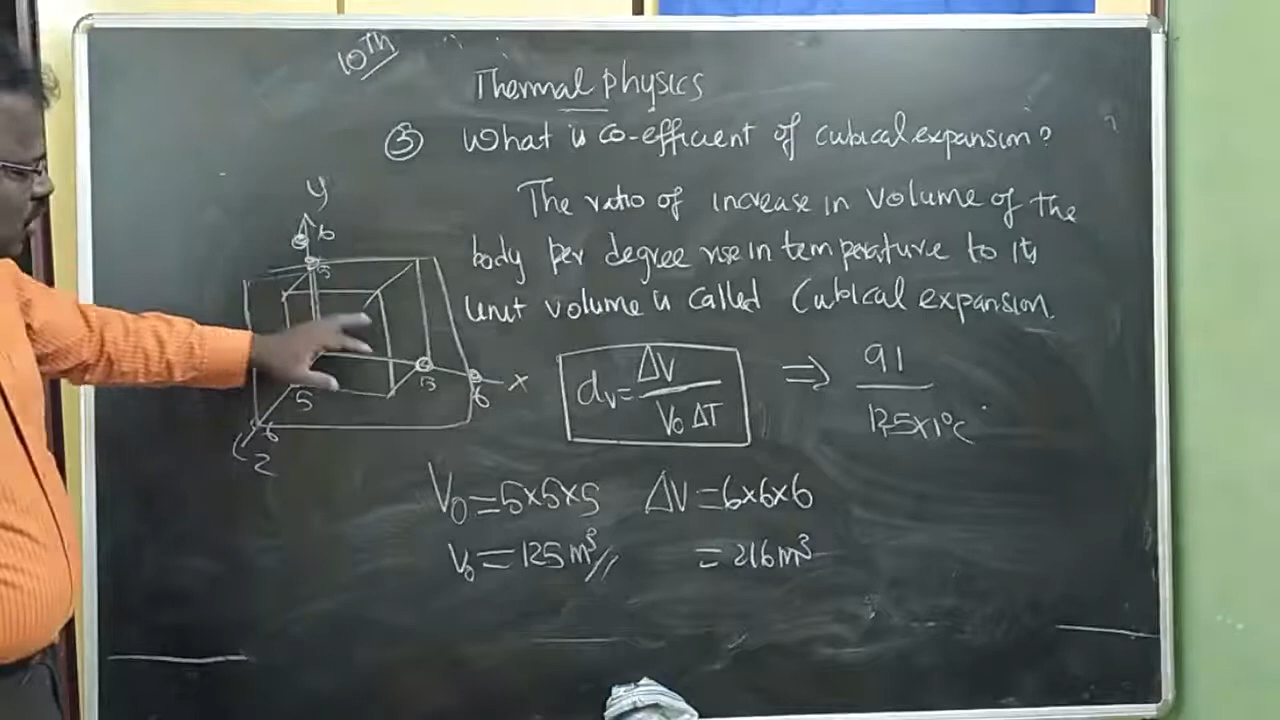 10TH
Thermal physics
③ What is co-efficient of cubical expansion?
The ratio of increase in volume of the
body per degree rise in temperature to its
unit volume is called Cubical expansion.
y
6
5
5
6
x
5
6
z
αv = ΔV / V₀ ΔT ⇒ 91 / 125×1°C
V₀ = 5×5×5 ΔV = 6×6×6
V₀ = 125 m³ = 216 m³